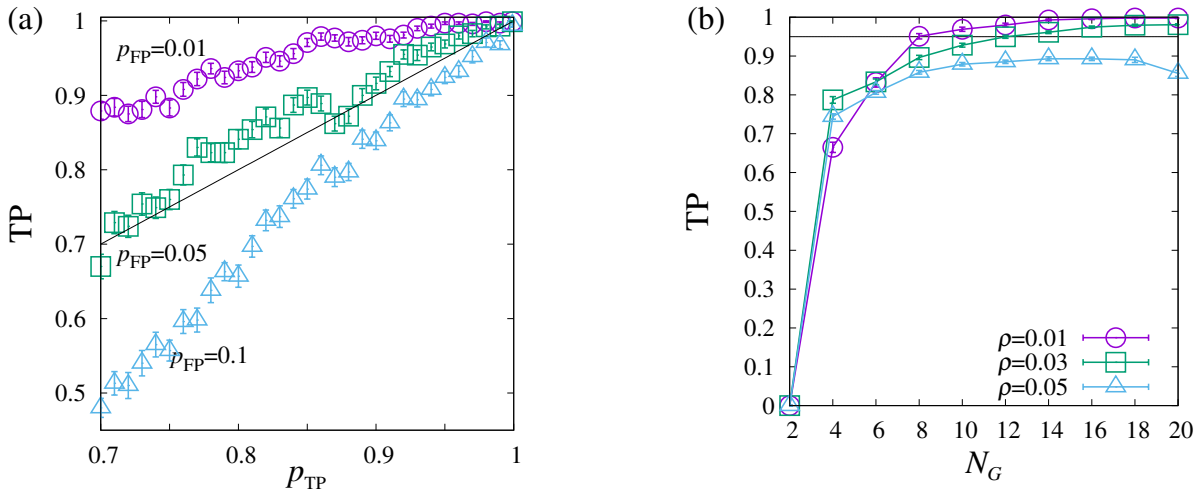 (a)
TP
1
0.9
0.8
0.7
0.6
0.5
p_FP=0.01
p_FP=0.05
p_FP=0.1
0.7 0.8 0.9 1
p_TP
(b)
TP
1
0.9
0.8
0.7
0.6
0.5
0.4
0.3
0.2
0.1
0
ρ=0.01
ρ=0.03
ρ=0.05
2 4 6 8 10 12 14 16 18 20
N_G